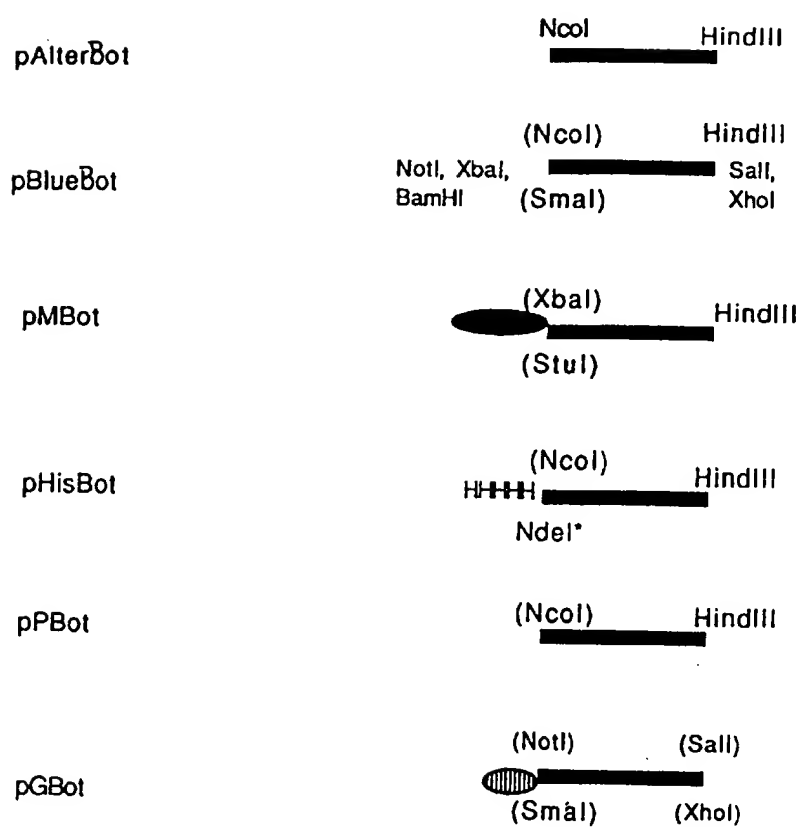 pAlterBot NcoI HindIII
pBlueBot (NcoI) HindIII
NotI, XbaI, SalI,
BamHI (SmaI) XhoI
pMBot (XbaI) HindIII
(StuI)
pHisBot (NcoI) HindIII
NdeI*
pPBot (NcoI) HindIII
(NotI) (SalI)
pGBot
(SmaI) (XhoI)